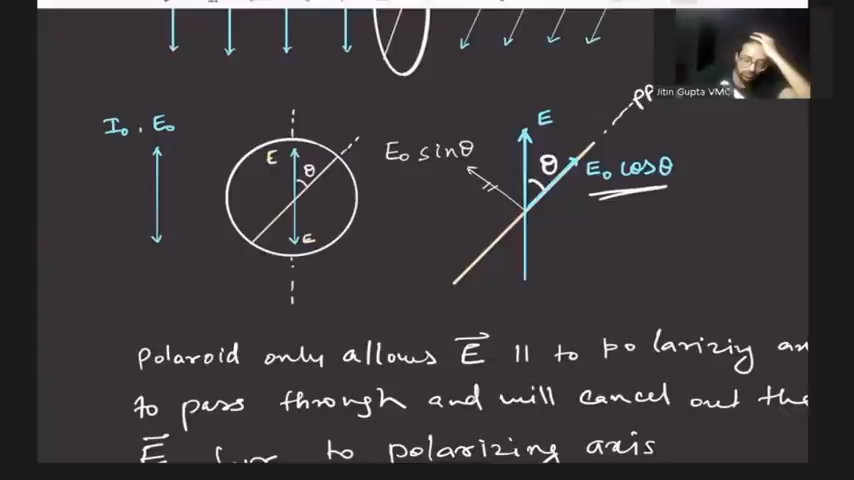 PP
Jitin Gupta VMC
I₀ , E₀
E
θ
E
E₀ sinθ
E
θ
E₀ cosθ
Polaroid only allows E⃗ || to polarizing
to pass through and will cancel out the
E⃗ to polarizing axis